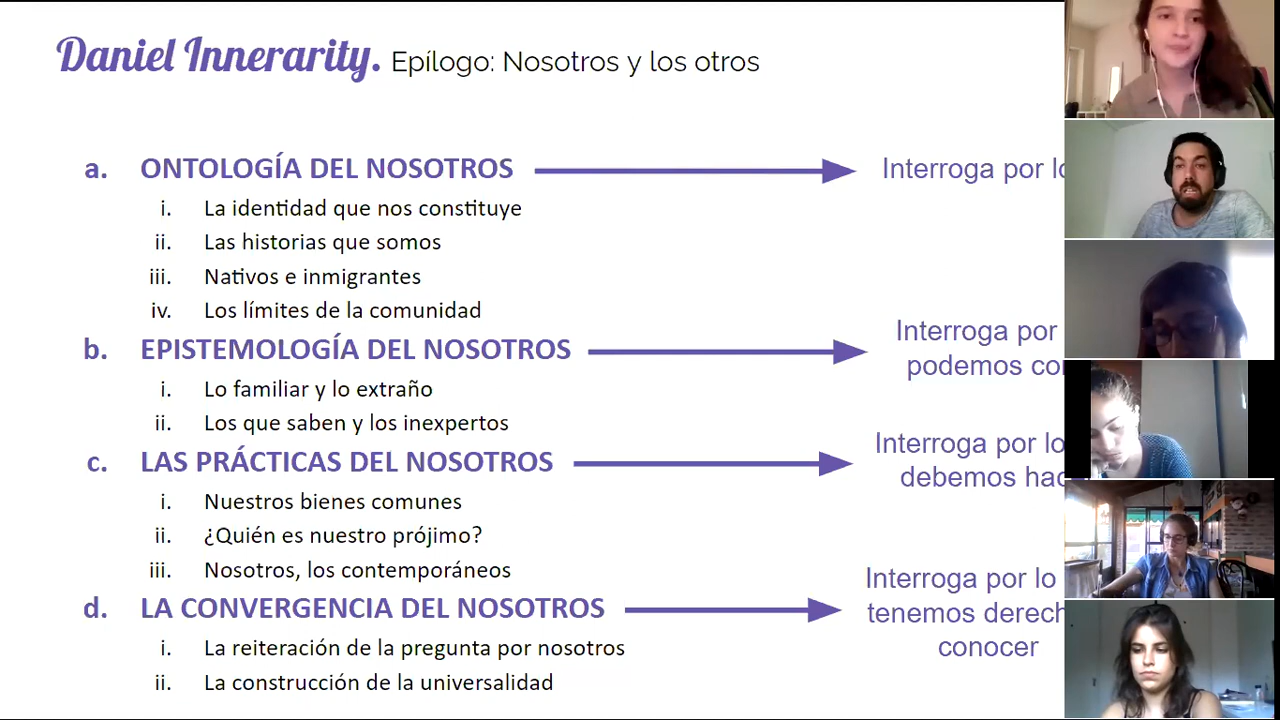 Daniel Innerarity. Epílogo: Nosotros y los otros
a. ONTOLOGÍA DEL NOSOTROS
Interroga por
i. La identidad que nos constituye
ii. Las historias que somos
iii. Nativos e inmigrantes
iv. Los límites de la comunidad
b. EPISTEMOLOGÍA DEL NOSOTROS
Interroga por
podemos
i. Lo familiar y lo extraño
ii. Los que saben y los inexpertos
c. LAS PRÁCTICAS DEL NOSOTROS
Interroga por lo
debemos
i. Nuestros bienes comunes
ii. ¿Quién es nuestro prójimo?
iii. Nosotros, los contemporáneos
d. LA CONVERGENCIA DEL NOSOTROS
Interroga por lo
tenemos
conocer
i. La reiteración de la pregunta por nosotros
ii. La construcción de la universalidad